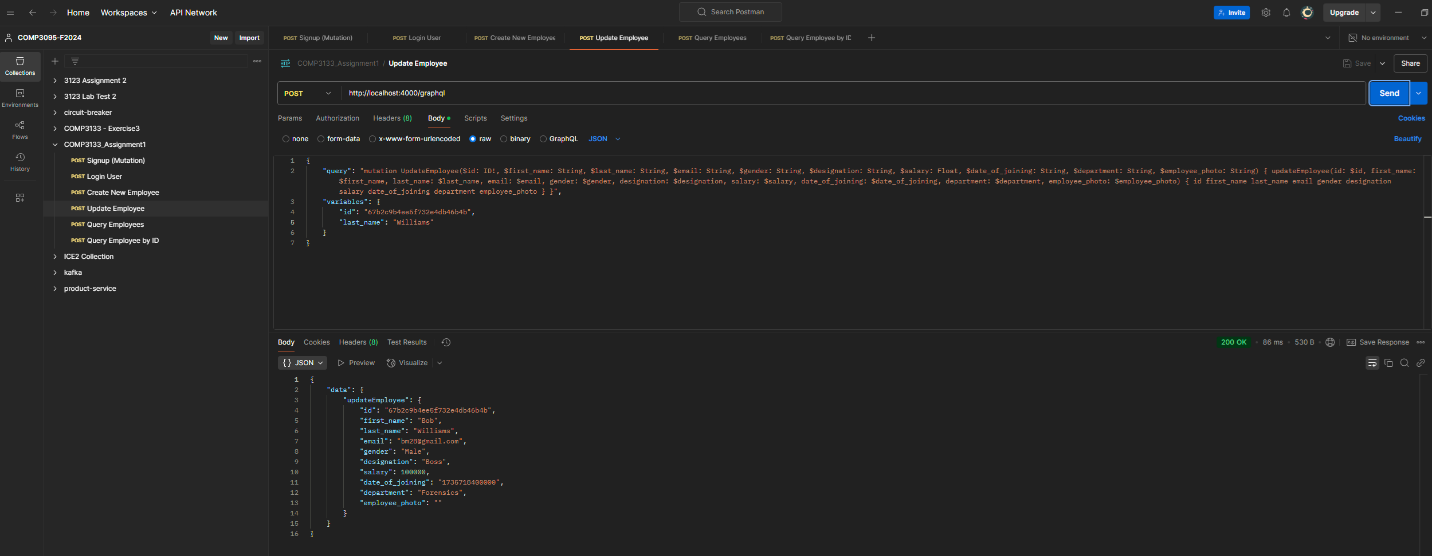 Home Workspaces API Network Search Postman Invite Upgrade
COMP3095-F2024 New Import
POST Signup (Mutation) POST Login User POST Create New Employee POST Update Employee POST Query Employees POST Query Employee by ID No environment
Collections
Environments
Flows
History
3123 Assignment 2
3123 Lab Test 2
circuit-breaker
COMP3133 - Exercise3
COMP3133_Assignment1
POST Signup (Mutation)
POST Login User
POST Create New Employee
POST Update Employee
POST Query Employees
POST Query Employee by ID
ICE2 Collection
kafka
product-service
COMP3133_Assignment1 / Update Employee Save Share
POST http://localhost:4000/graphql Send
Params Authorization Headers (8) Body Scripts Settings Cookies
none form-data x-www-form-urlencoded raw binary GraphQL JSON Beautify
1 {
2 "query": "mutation UpdateEmployee($id: ID!, $first_name: String, $last_name: String, $email: String, $gender: String, $designation: String, $salary: Float, $date_of_joining: String, $department: String, $employee_photo: String) { updateEmployee(id: $id, first_name:
$first_name, last_name: $last_name, email: $email, gender: $gender, designation: $designation, salary: $salary, date_of_joining: $date_of_joining, department: $department, employee_photo: $employee_photo) { id first_name last_name email gender designation
salary date_of_joining department employee_photo } }",
3 "variables": {
4 "id": "67b2c9b4ee5f732e4db46b4b",
5 "last_name": "Williams"
6 }
7 }
Body Cookies Headers (8) Test Results 200 OK 86 ms 530 B Save Response
{} JSON Preview Visualize
1 {
2 "data": {
3 "updateEmployee": {
4 "id": "67b2c9b4ee5f732e4db46b4b",
5 "first_name": "Bob",
6 "last_name": "Williams",
7 "email": "bm28@gmail.com",
8 "gender": "Male",
9 "designation": "Boss",
10 "salary": 100000,
11 "date_of_joining": "1736710400000",
12 "department": "Forensics",
13 "employee_photo": ""
14 }
15 }
16 }